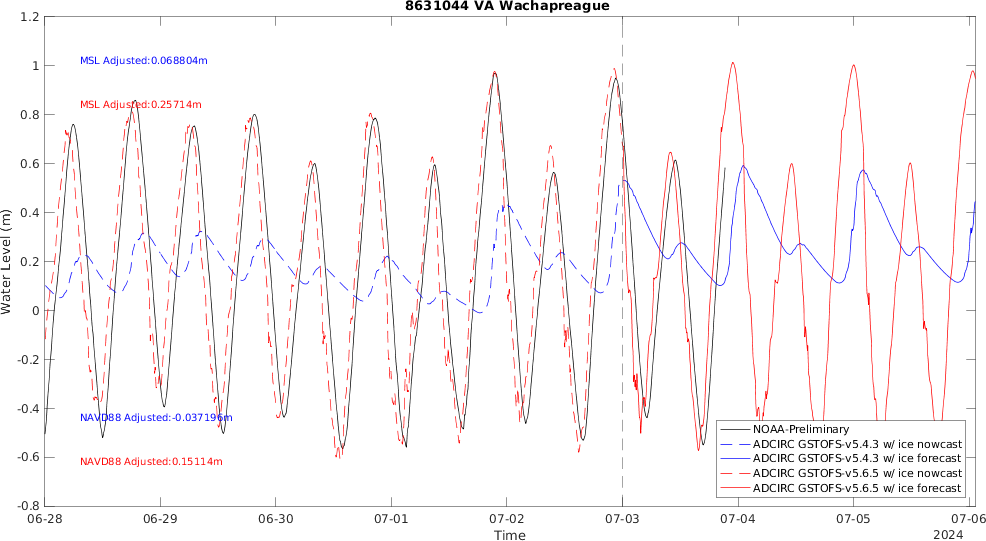 8631044 VA Wachapreague
1.2
1
0.8
0.6
0.4
0.2
0
-0.2
-0.4
-0.6
-0.8
Water Level (m)
MSL Adjusted:0.068804m
MSL Adjusted:0.25714m
NAVD88 Adjusted:-0.037196m
NAVD88 Adjusted:0.15114m
NOAA-Preliminary
ADCIRC GSTOFS-v5.4.3 w/ ice nowcast
ADCIRC GSTOFS-v5.4.3 w/ ice forecast
ADCIRC GSTOFS-v5.6.5 w/ ice nowcast
ADCIRC GSTOFS-v5.6.5 w/ ice forecast
06-28 06-29 06-30 07-01 07-02 07-03 07-04 07-05 07-06
Time
2024